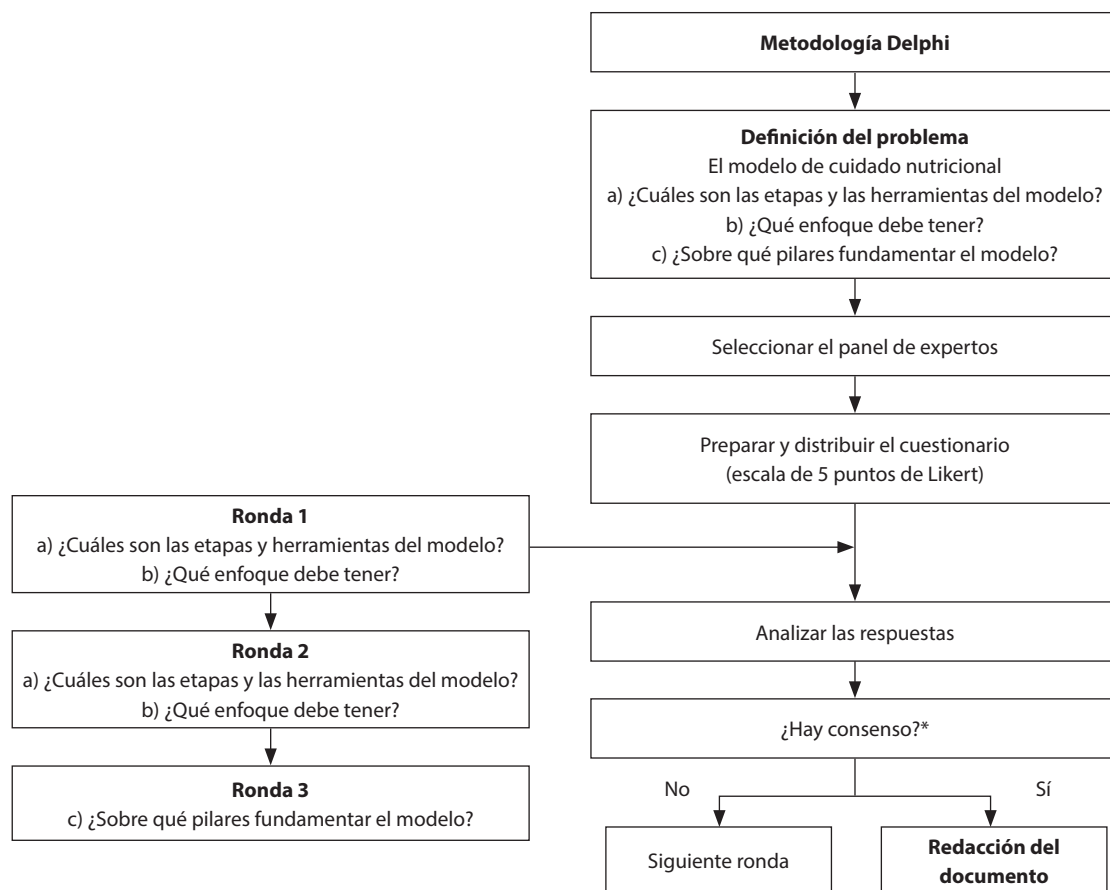 Metodología Delphi
Definición del problema
El modelo de cuidado nutricional
a) ¿Cuáles son las etapas y las herramientas del modelo?
b) ¿Qué enfoque debe tener?
c) ¿Sobre qué pilares fundamentar el modelo?
Seleccionar el panel de expertos
Preparar y distribuir el cuestionario
(escala de 5 puntos de Likert)
Ronda 1
a) ¿Cuáles son las etapas y herramientas del modelo?
b) ¿Qué enfoque debe tener?
Ronda 2
a) ¿Cuáles son las etapas y las herramientas del modelo?
b) ¿Qué enfoque debe tener?
Ronda 3
c) ¿Sobre qué pilares fundamentar el modelo?
Analizar las respuestas
¿Hay consenso?*
No
Sí
Siguiente ronda
Redacción del
documento